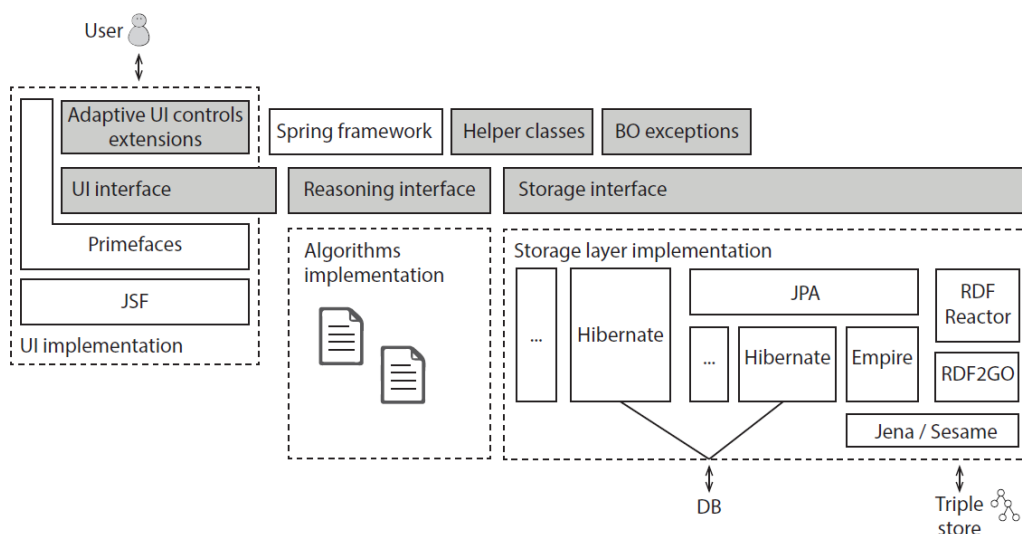 User
Adaptive UI controls
extensions
Spring framework
Helper classes
BO exceptions
UI interface
Reasoning interface
Storage interface
Primefaces
JSF
UI implementation
Algorithms
implementation
Storage layer implementation
...
Hibernate
JPA
...
Hibernate
Empire
RDF
Reactor
RDF2GO
Jena / Sesame
DB
Triple
store